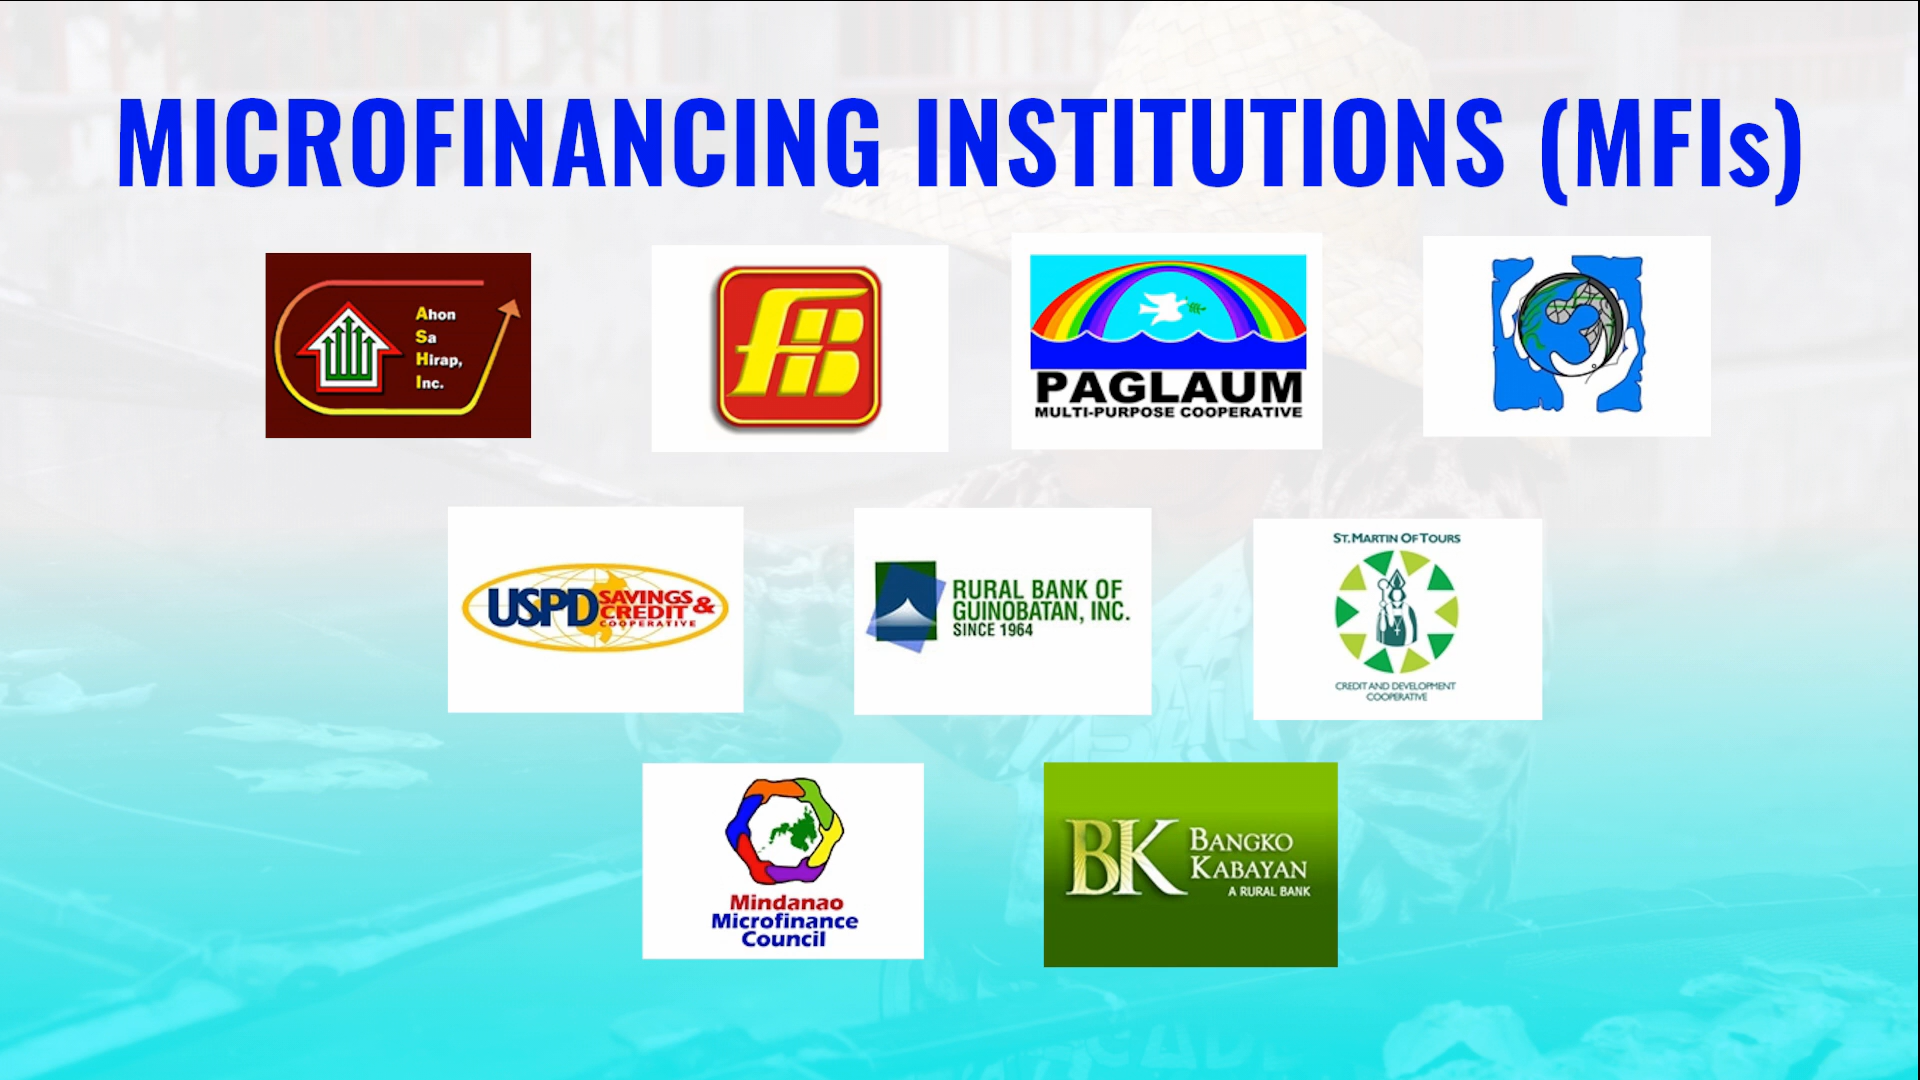 MICROFINANCING INSTITUTIONS (MFIs)
Ahon
Sa
Hirap,
Inc.
FIB
PAGLAUM
MULTI-PURPOSE COOPERATIVE
USPD SAVINGS &
CREDIT
COOPERATIVE
RURAL BANK OF
GUINOBATAN, INC.
SINCE 1964
ST. MARTIN OF TOURS
CREDIT AND DEVELOPMENT
COOPERATIVE
Mindanao
Microfinance
Council
BK BANGKO
KABAYAN
A RURAL BANK